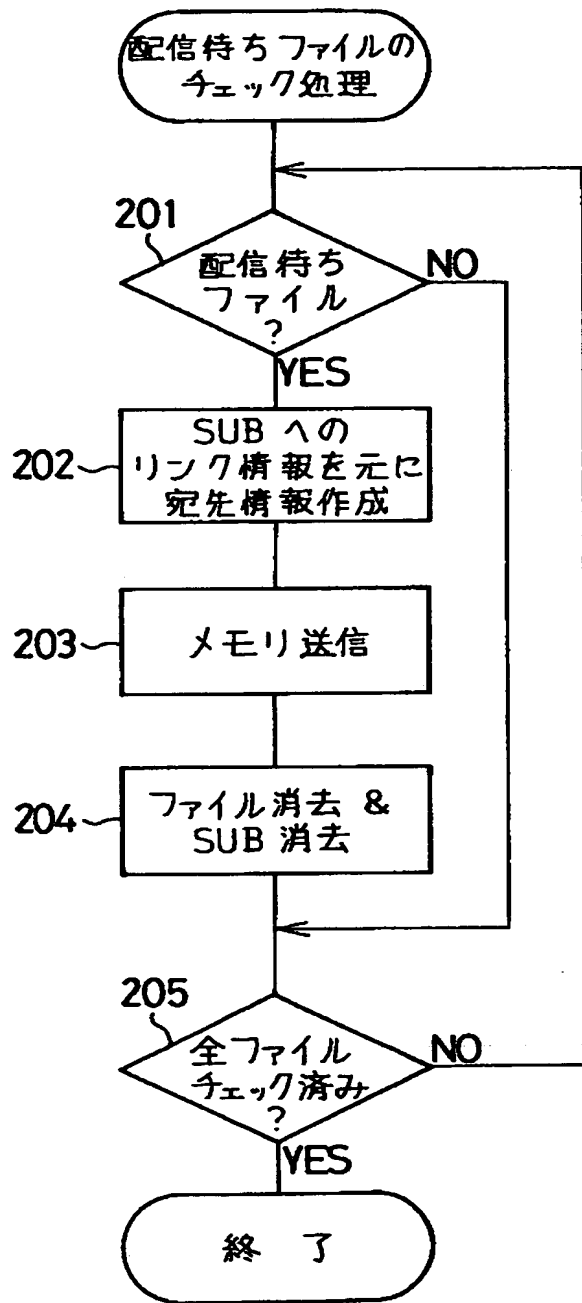 配信待ちファイルの
チェック処理
201
配信待ち
ファイル
?
NO
YES
202
SUBへの
リンク情報を元に
宛先情報作成
203
メモリ送信
204
ファイル消去 &
SUB 消去
205
全ファイル
チェック済み
?
NO
YES
終了